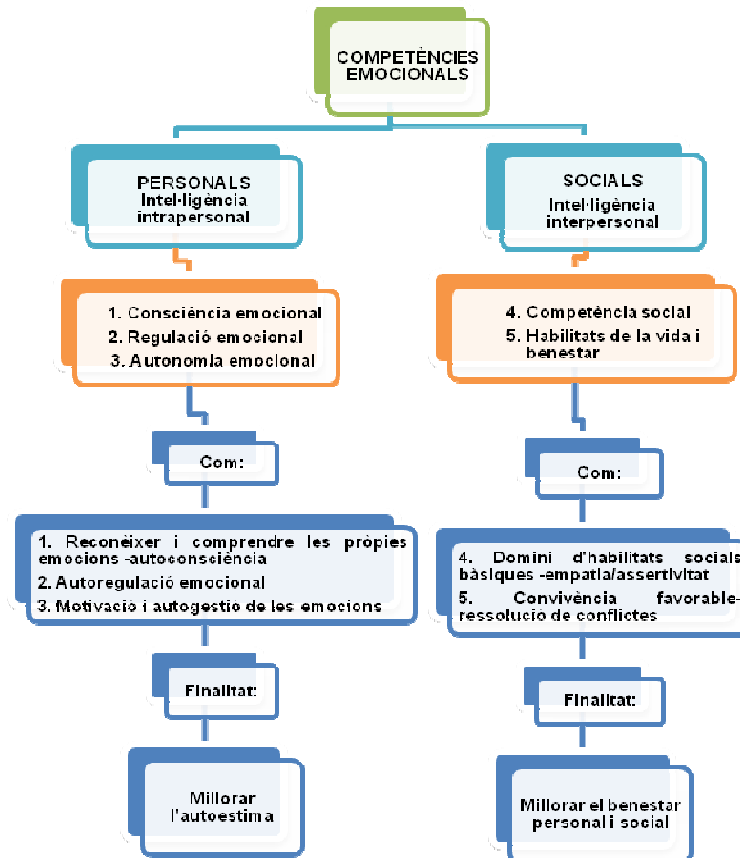 COMPETÈNCIES
EMOCIONALS
PERSONALS
Intel·ligència
intrapersonal
SOCIALS
Intel·ligència
interpersonal
1. Consciència emocional
2. Regulació emocional
3. Autonomia emocional
4. Competència social
5. Habilitats de la vida i
benestar
Com:
Com:
1. Reconèixer i comprendre les pròpies
emocions -autoconsciència
2. Autoregulació emocional
3. Motivació i autogestio de les emocions
4. Domini d'habilitats socials
bàsiques -empatia/assertivitat
5. Convivència favorable-
ressolució de conflictes
Finalitat:
Finalitat:
Millorar
l'autoestima
Millorar el benestar
personal i social